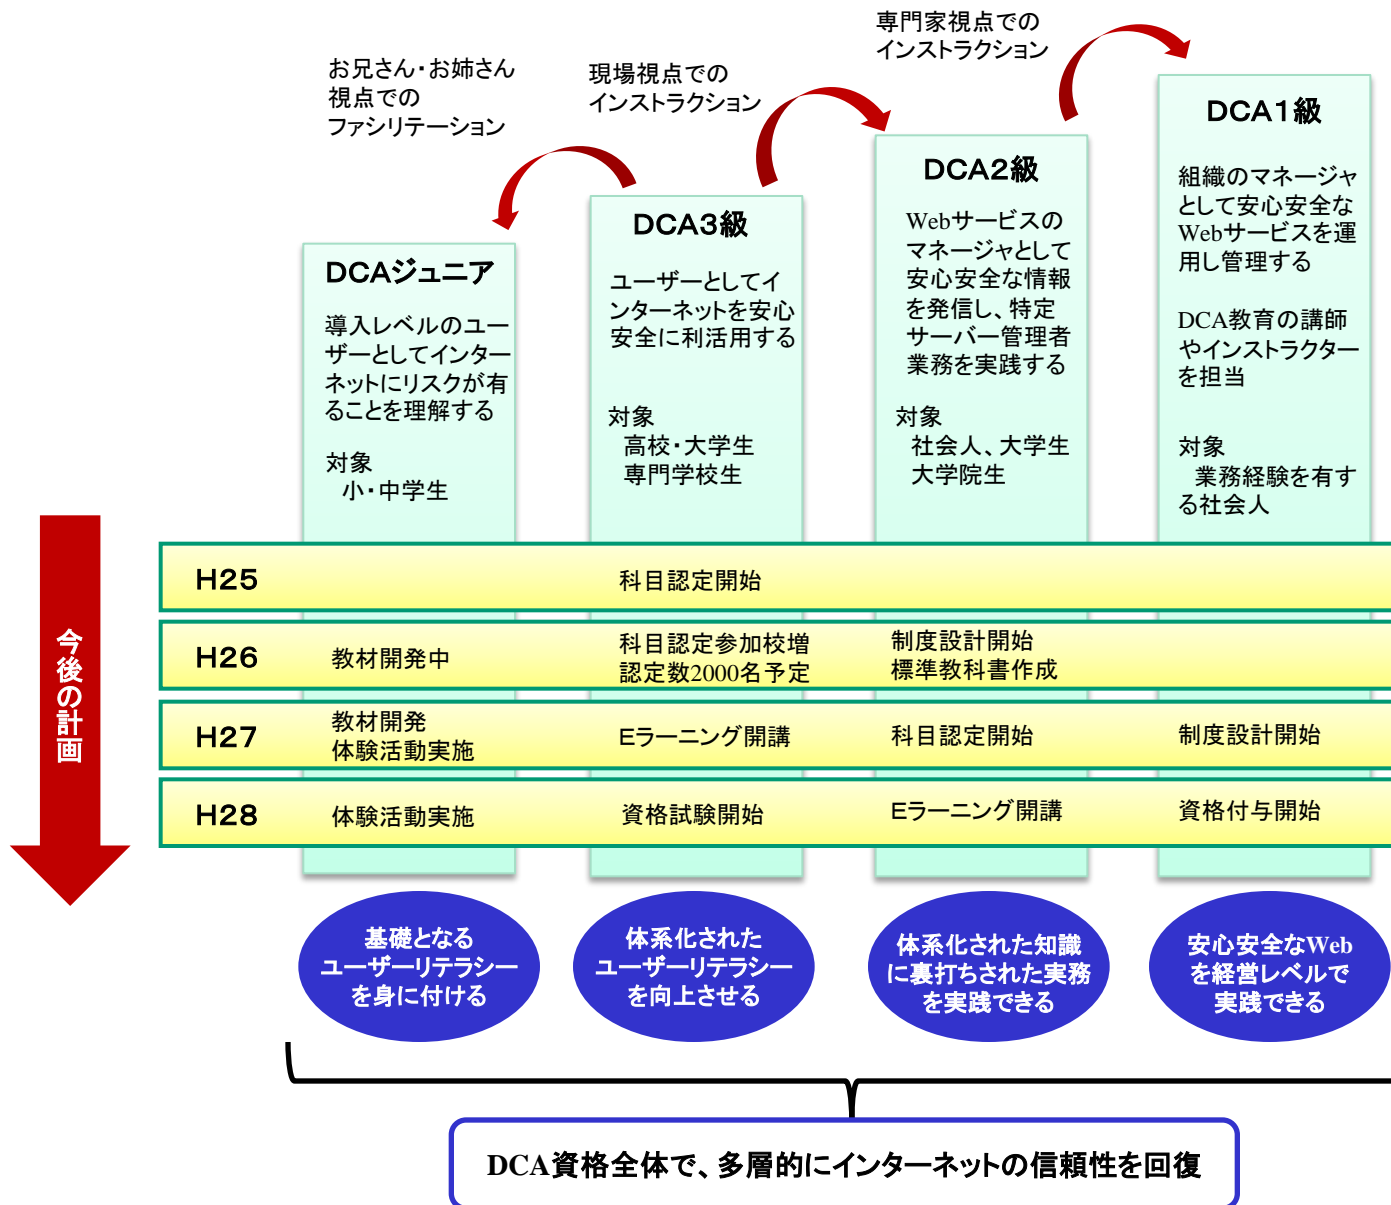 お兄さん・お姉さん
視点での
ファシリテーション
現場視点での
インストラクション
専門家視点での
インストラクション
DCAジュニア
導入レベルのユー
ザーとしてインター
ネットにリスクが有
ることを理解する
対象
小・中学生
DCA3級
ユーザーとしてイ
ンターネットを安心
安全に利活用する
対象
高校・大学生
専門学校生
DCA2級
Webサービスの
マネージャとして
安心安全な情報
を発信し、特定
サーバー管理者
業務を実践する
対象
社会人、大学生
大学院生
DCA1級
組織のマネージャ
として安心安全な
Webサービスを運
用し管理する
DCA教育の講師
やインストラクター
を担当
対象
業務経験を有す
る社会人
今後の計画
H25
科目認定開始
H26
教材開発中
科目認定参加校増
認定数2000名予定
制度設計開始
標準教科書作成
H27
教材開発
体験活動実施
Eラーニング開講
科目認定開始
制度設計開始
H28
体験活動実施
資格試験開始
Eラーニング開講
資格付与開始
基礎となる
ユーザーリテラシー
を身に付ける
体系化された
ユーザーリテラシー
を向上させる
体系化された知識
に裏打ちされた実務
を実践できる
安心安全なWeb
を経営レベルで
実践できる
DCA資格全体で、多層的にインターネットの信頼性を回復